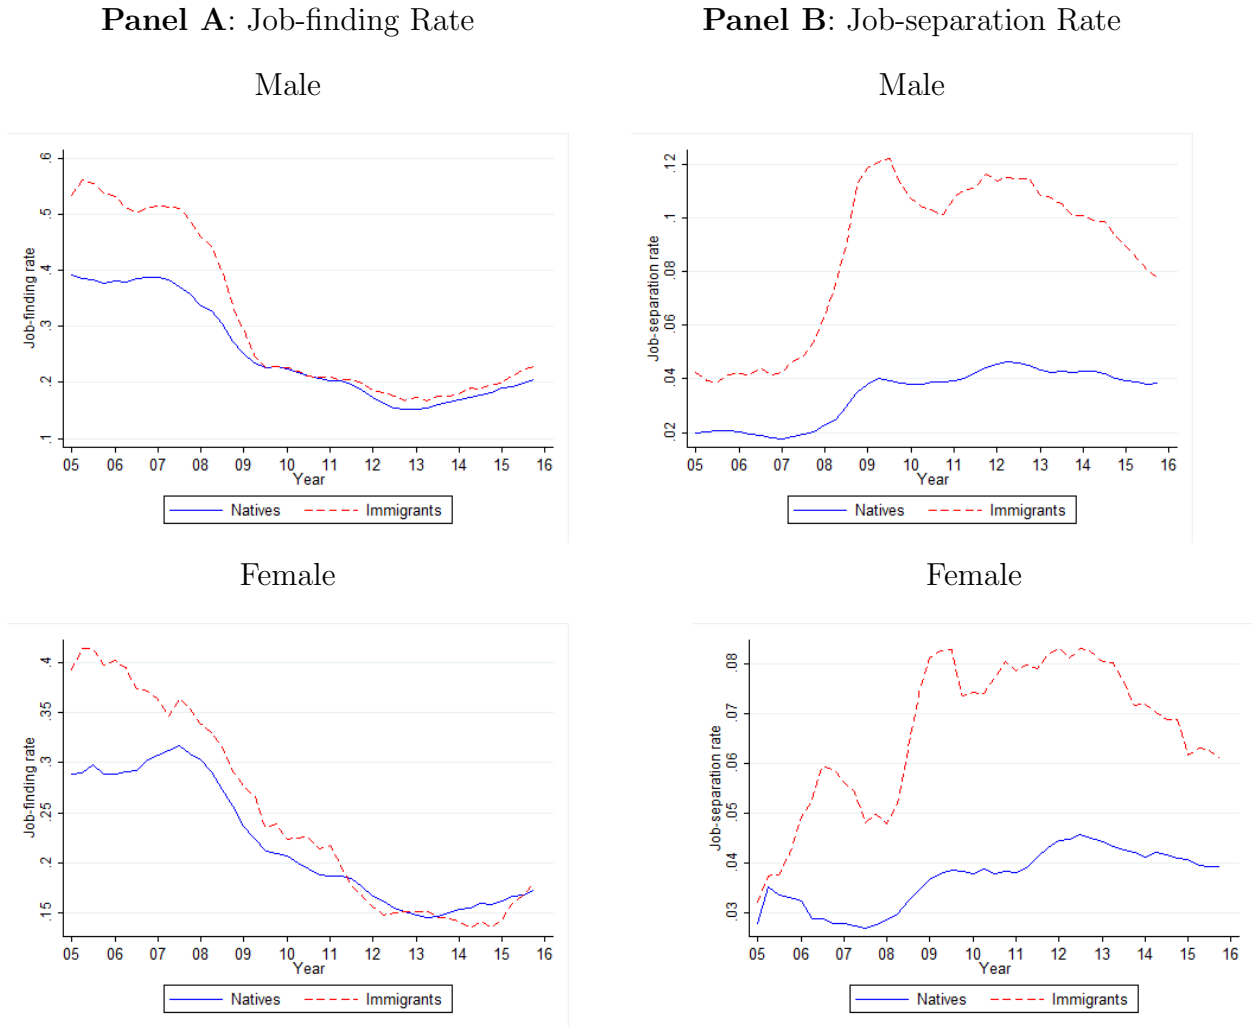 Panel A: Job-finding Rate
Panel B: Job-separation Rate
Male
Male
Job-finding rate
.6
.5
.4
.3
.2
.1
05 06 07 08 09 10 11 12 13 14 15 16
Year
Natives Immigrants
Job-separation rate
.12
.1
.08
.06
.04
.02
05 06 07 08 09 10 11 12 13 14 15 16
Year
Natives Immigrants
Female
Female
Job-finding rate
.4
.35
.3
.25
.2
.15
05 06 07 08 09 10 11 12 13 14 15 16
Year
Natives Immigrants
Job-separation rate
.08
.07
.06
.05
.04
.03
05 06 07 08 09 10 11 12 13 14 15 16
Year
Natives Immigrants